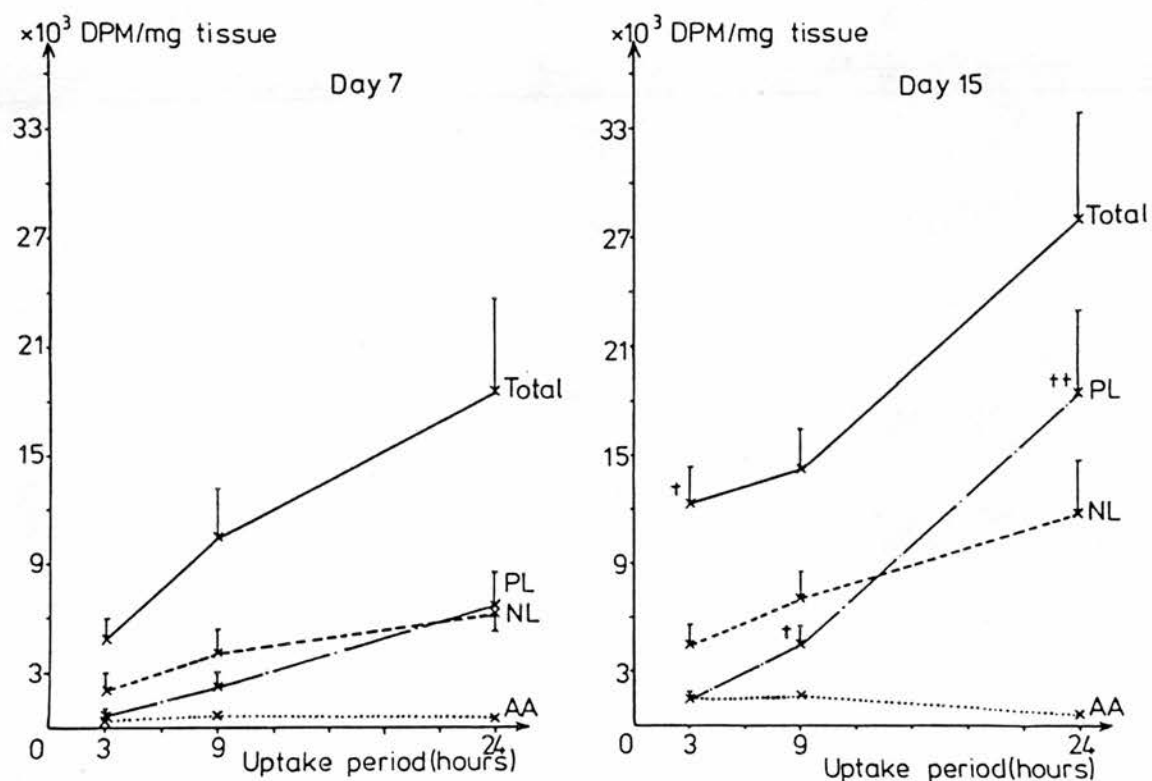 ×10³ DPM/mg tissue
Day 7
33
27
21
15
9
3
0
3
9
24
Total
PL
NL
AA
Uptake period(hours)
×10³ DPM/mg tissue
Day 15
33
27
21
15
9
3
0
3
9
24
Total
††
PL
NL
AA
†
†
Uptake period(hours)